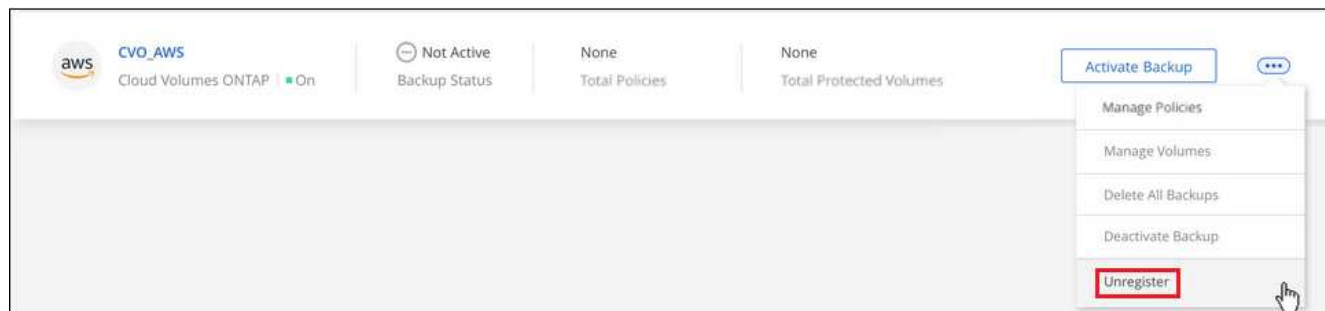 aws
CVO_AWS
Cloud Volumes ONTAP On
Not Active
Backup Status
None
Total Policies
None
Total Protected Volumes
Activate Backup
Manage Policies
Manage Volumes
Delete All Backups
Deactivate Backup
Unregister